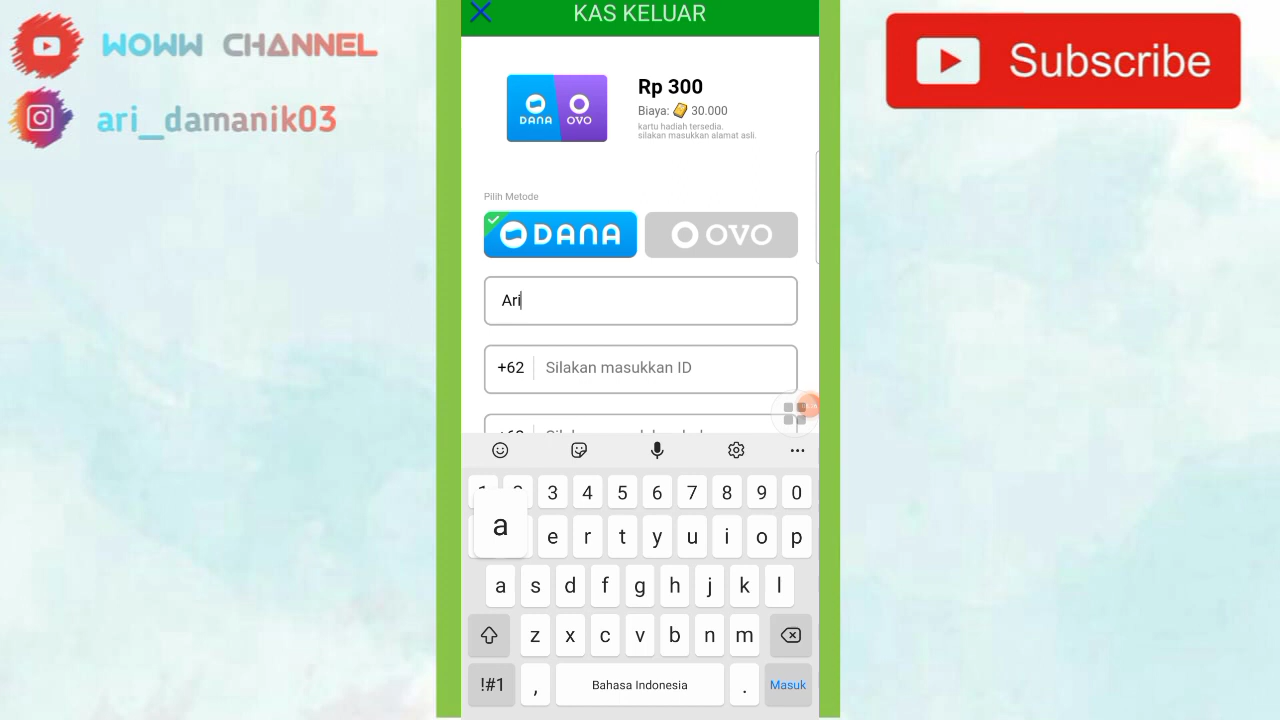 WOWW CHANNEL
ari_damanik03
Subscribe
KAS KELUAR
DANA
OVO
Rp 300
Biaya: 30.000
kartu hadiah tersedia.
silakan masukkan alamat asli.
Pilih Metode
DANA
OVO
Ari
+62 Silakan masukkan ID
3 4 5 6 7 8 9 0
a
e r t y u i o p
a s d f g h j k l
z x c v b n m
!#1 , Bahasa Indonesia . Masuk